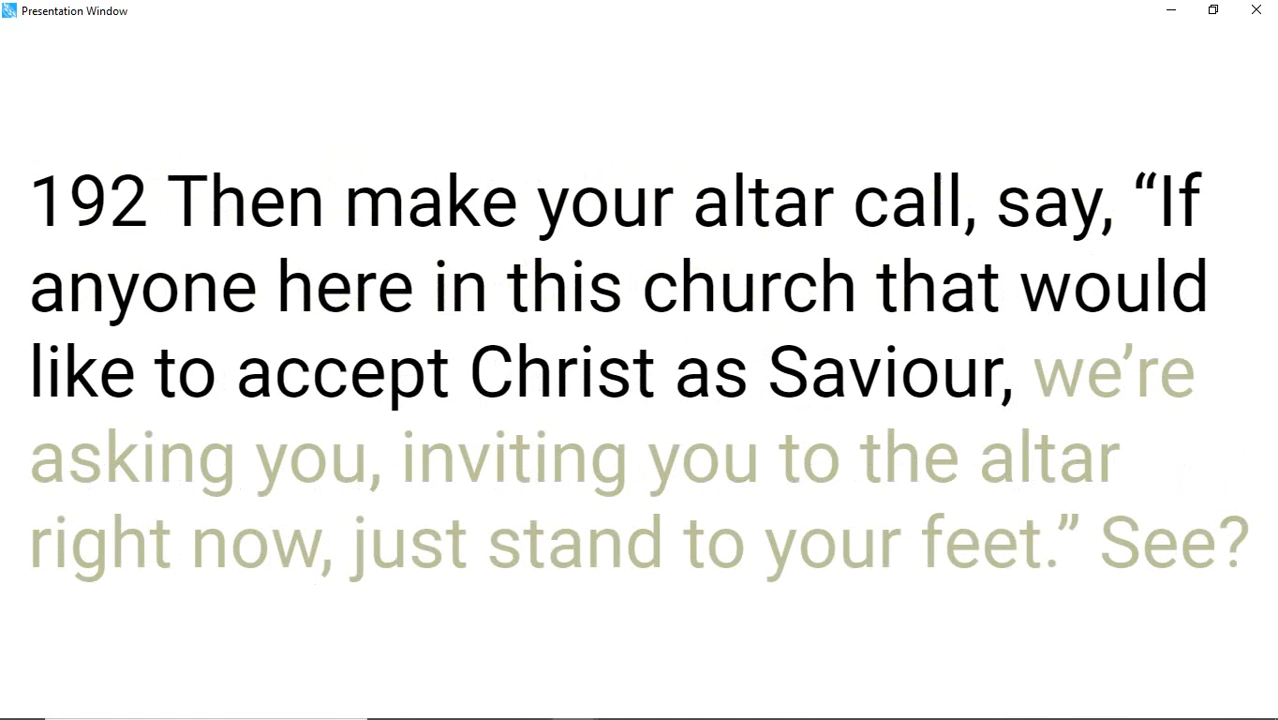 Presentation Window
192 Then make your altar call, say, “If
anyone here in this church that would
like to accept Christ as Saviour, we’re
asking you, inviting you to the altar
right now, just stand to your feet.” See?